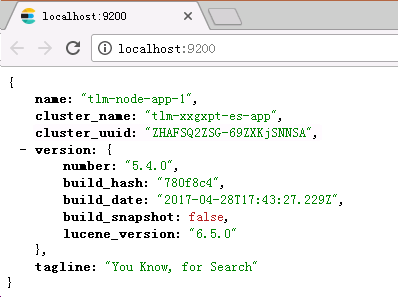 localhost:9200
localhost:9200
{
name: "tlm-node-app-1",
cluster_name: "tlm-xxgxpt-es-app",
cluster_uuid: "ZHAFSQ2ZSG-69ZXKjSNNSA",
- version: {
number: "5.4.0",
build_hash: "780f8c4",
build_date: "2017-04-28T17:43:27.229Z",
build_snapshot: false,
lucene_version: "6.5.0"
},
tagline: "You Know, for Search"
}